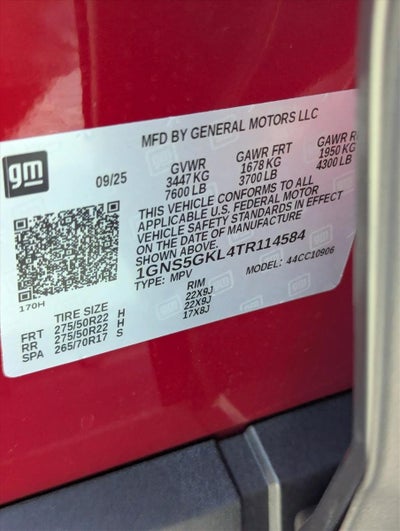 MFD BY GENERAL MOTORS LLC
gm
09/25
GVWR GAWR FRT GAWR R
3447 KG 1678 KG 1950 KG
7600 LB 3700 LB 4300 LB
THIS VEHICLE CONFORMS TO ALL
APPLICABLE U.S. FEDERAL MOTOR
VEHICLE SAFETY STANDARDS IN EFFECT
ON THE DATE OF MANUFACTURE
SHOWN ABOVE.
1GNS5GKL4TR114584
170H
TYPE: MPV MODEL: 44CC10906
TIRE SIZE RIM
FRT 275/50R22 H 22X9J
RR 275/50R22 H 22X9J
SPA 265/70R17 S 17X8J